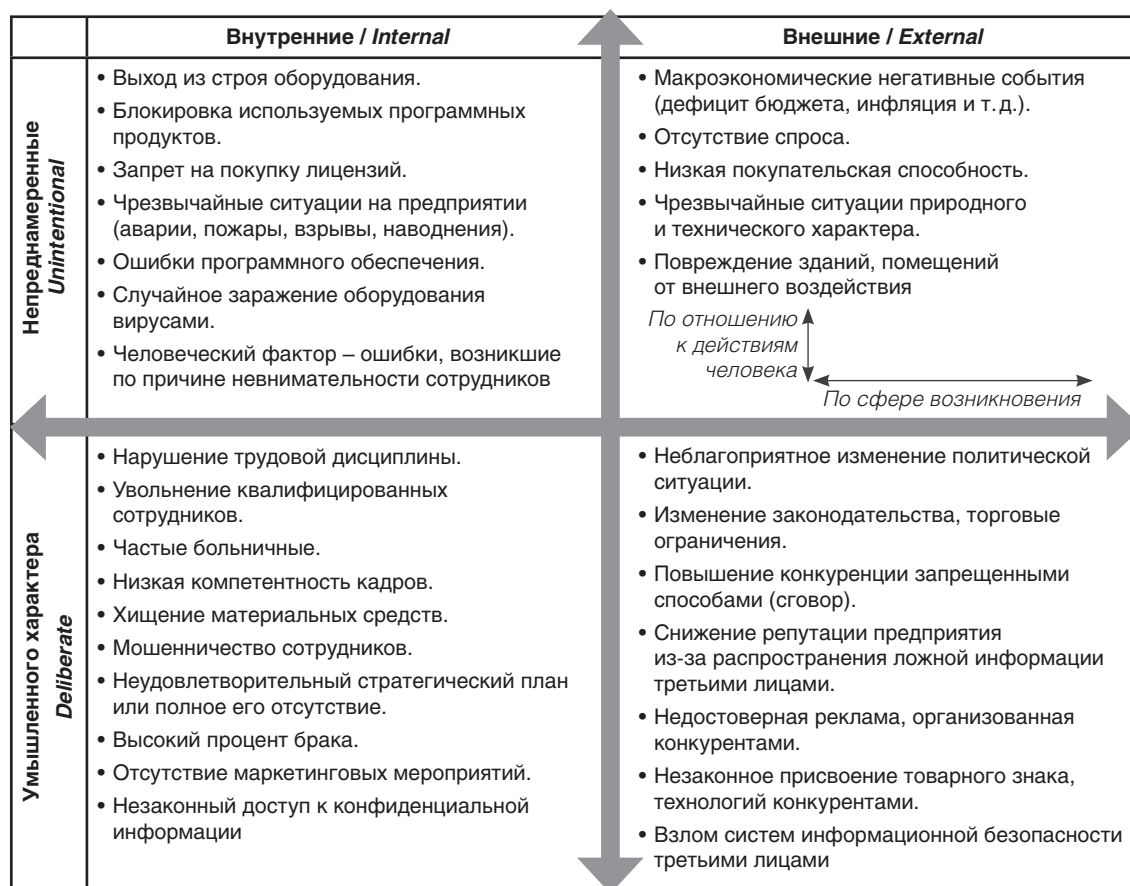 Внутренние / Internal
Внешние / External
Непреднамеренные
Unintentional
• Выход из строя оборудования.
• Блокировка используемых программных
продуктов.
• Запрет на покупку лицензий.
• Чрезвычайные ситуации на предприятии
(аварии, пожары, взрывы, наводнения).
• Ошибки программного обеспечения.
• Случайное заражение оборудования
вирусами.
• Человеческий фактор – ошибки, возникшие
по причине невнимательности сотрудников
• Макроэкономические негативные события
(дефицит бюджета, инфляция и т. д.).
• Отсутствие спроса.
• Низкая покупательская способность.
• Чрезвычайные ситуации природного
и технического характера.
• Повреждение зданий, помещений
от внешнего воздействия
По отношению
к действиям
человека
По сфере возникновения
Умышленного характера
Deliberate
• Нарушение трудовой дисциплины.
• Увольнение квалифицированных
сотрудников.
• Частые больничные.
• Низкая компетентность кадров.
• Хищение материальных средств.
• Мошенничество сотрудников.
• Неудовлетворительный стратегический план
или полное его отсутствие.
• Высокий процент брака.
• Отсутствие маркетинговых мероприятий.
• Незаконный доступ к конфиденциальной
информации
• Неблагоприятное изменение политической
ситуации.
• Изменение законодательства, торговые
ограничения.
• Повышение конкуренции запрещенными
способами (сговор).
• Снижение репутации предприятия
из-за распространения ложной информации
третьими лицами.
• Недостоверная реклама, организованная
конкурентами.
• Незаконное присвоение товарного знака,
технологий конкурентами.
• Взлом систем информационной безопасности
третьими лицами